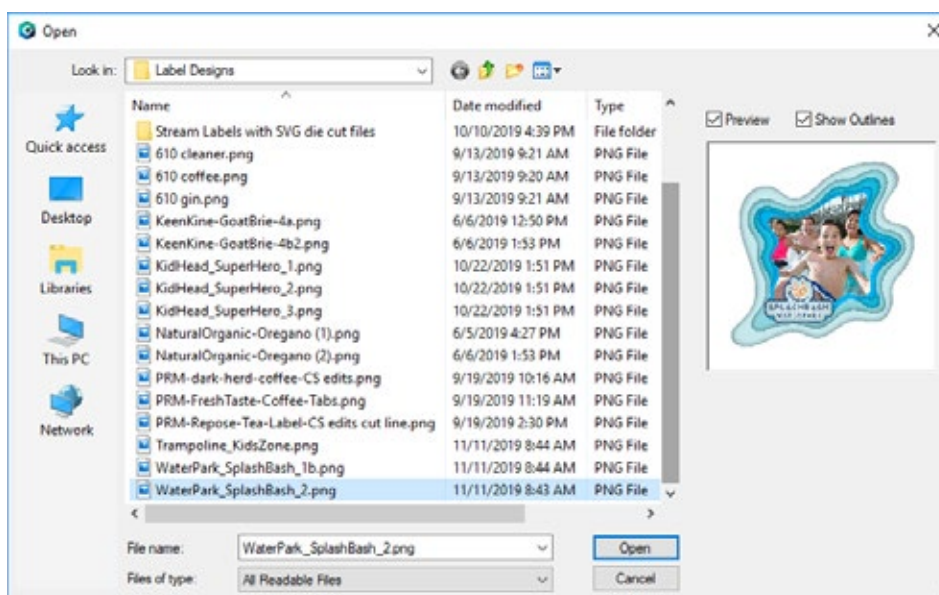 Open
Look in: Label Designs
Name Date modified Type
Preview Show Outlines
Stream Labels with SVG die cut files 10/10/2019 4:39 PM File folder
610 cleaner.png 9/13/2019 9:21 AM PNG File
Quick access
610 coffee.png 9/13/2019 9:20 AM PNG File
610 gin.png 9/13/2019 9:21 AM PNG File
Desktop
KeenKine-GoatBrie-4a.png 6/6/2019 12:50 PM PNG File
KeenKine-GoatBrie-4b2.png 6/6/2019 1:53 PM PNG File
KidHead_SuperHero_1.png 10/22/2019 1:51 PM PNG File
Libraries
KidHead_SuperHero_2.png 10/22/2019 1:51 PM PNG File
KidHead_SuperHero_3.png 10/22/2019 1:51 PM PNG File
SPLASHBASH
NaturalOrganic-Oregano (1).png 6/5/2019 4:27 PM PNG File
This PC
NaturalOrganic-Oregano (2).png 6/6/2019 1:53 PM PNG File
PRM-dark-herd-coffee-CS edits.png 9/19/2019 10:16 AM PNG File
PRM-FreshTaste-Coffee-Tabs.png 9/19/2019 11:19 AM PNG File
Network
PRM-Repose-Tea-Label-CS edits cut line.png 9/19/2019 2:30 PM PNG File
Trampoline_KidsZone.png 11/11/2019 8:44 AM PNG File
WaterPark_SplashBash_1b.png 11/11/2019 8:44 AM PNG File
WaterPark_SplashBash_2.png 11/11/2019 8:43 AM PNG File
File name: WaterPark_SplashBash_2.png Open
Files of type: All Readable Files Cancel